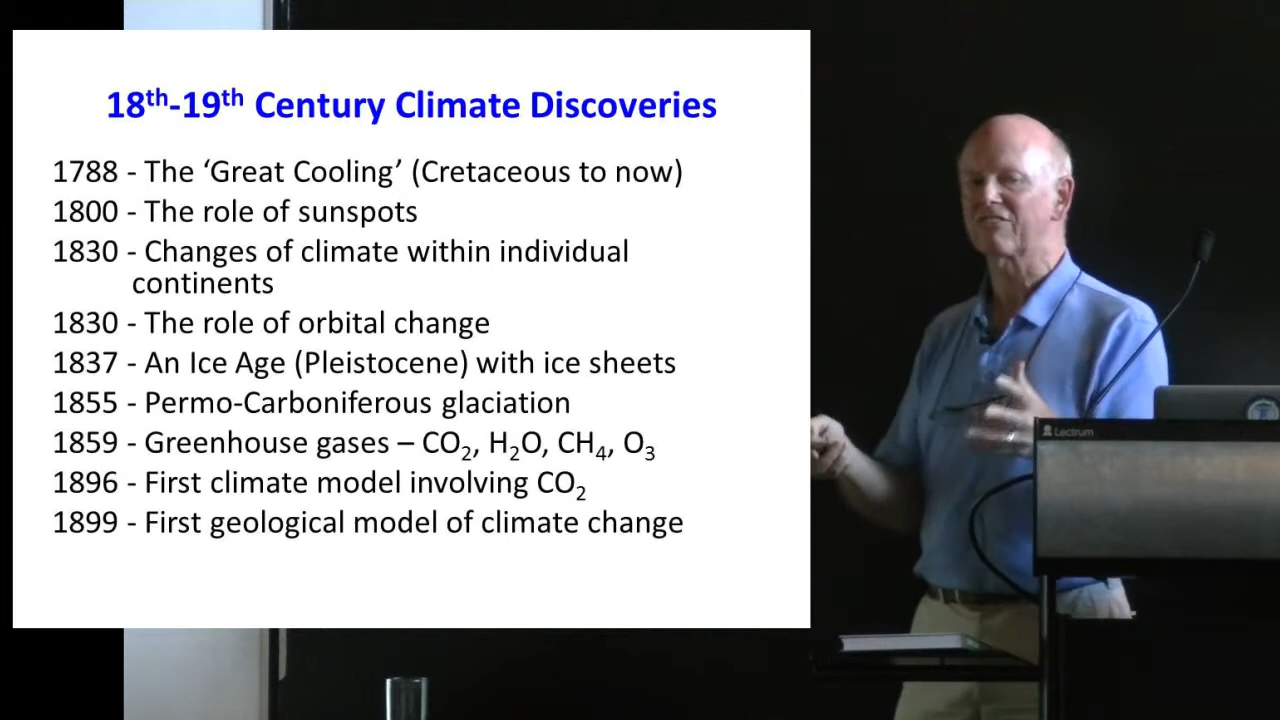 18th-19th Century Climate Discoveries
1788 - The ‘Great Cooling’ (Cretaceous to now)
1800 - The role of sunspots
1830 - Changes of climate within individual
continents
1830 - The role of orbital change
1837 - An Ice Age (Pleistocene) with ice sheets
1855 - Permo-Carboniferous glaciation
1859 - Greenhouse gases – CO₂, H₂O, CH₄, O₃
1896 - First climate model involving CO₂
1899 - First geological model of climate change
Lectrum